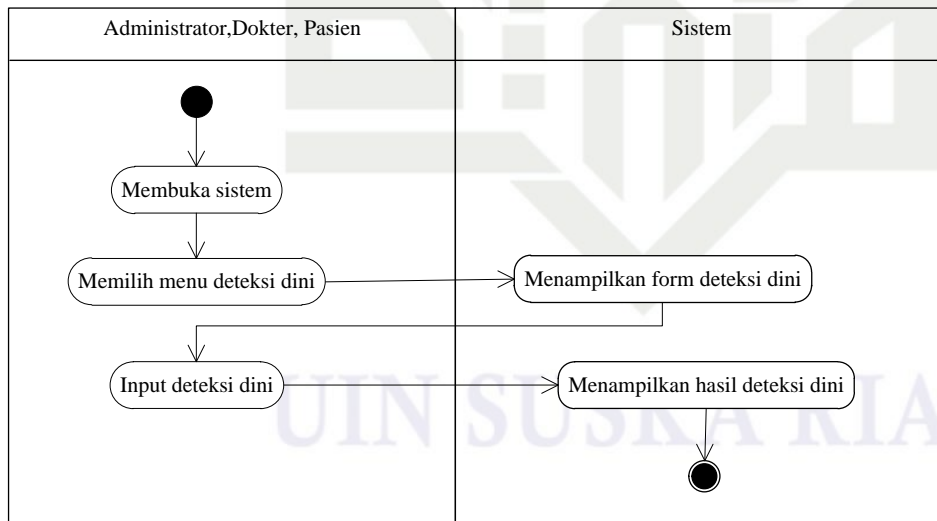 Administrator,Dokter, Pasien
Sistem
Membuka sistem
Memilih menu deteksi dini
Menampilkan form deteksi dini
Input deteksi dini
Menampilkan hasil deteksi dini
UIN SUSKA RIA